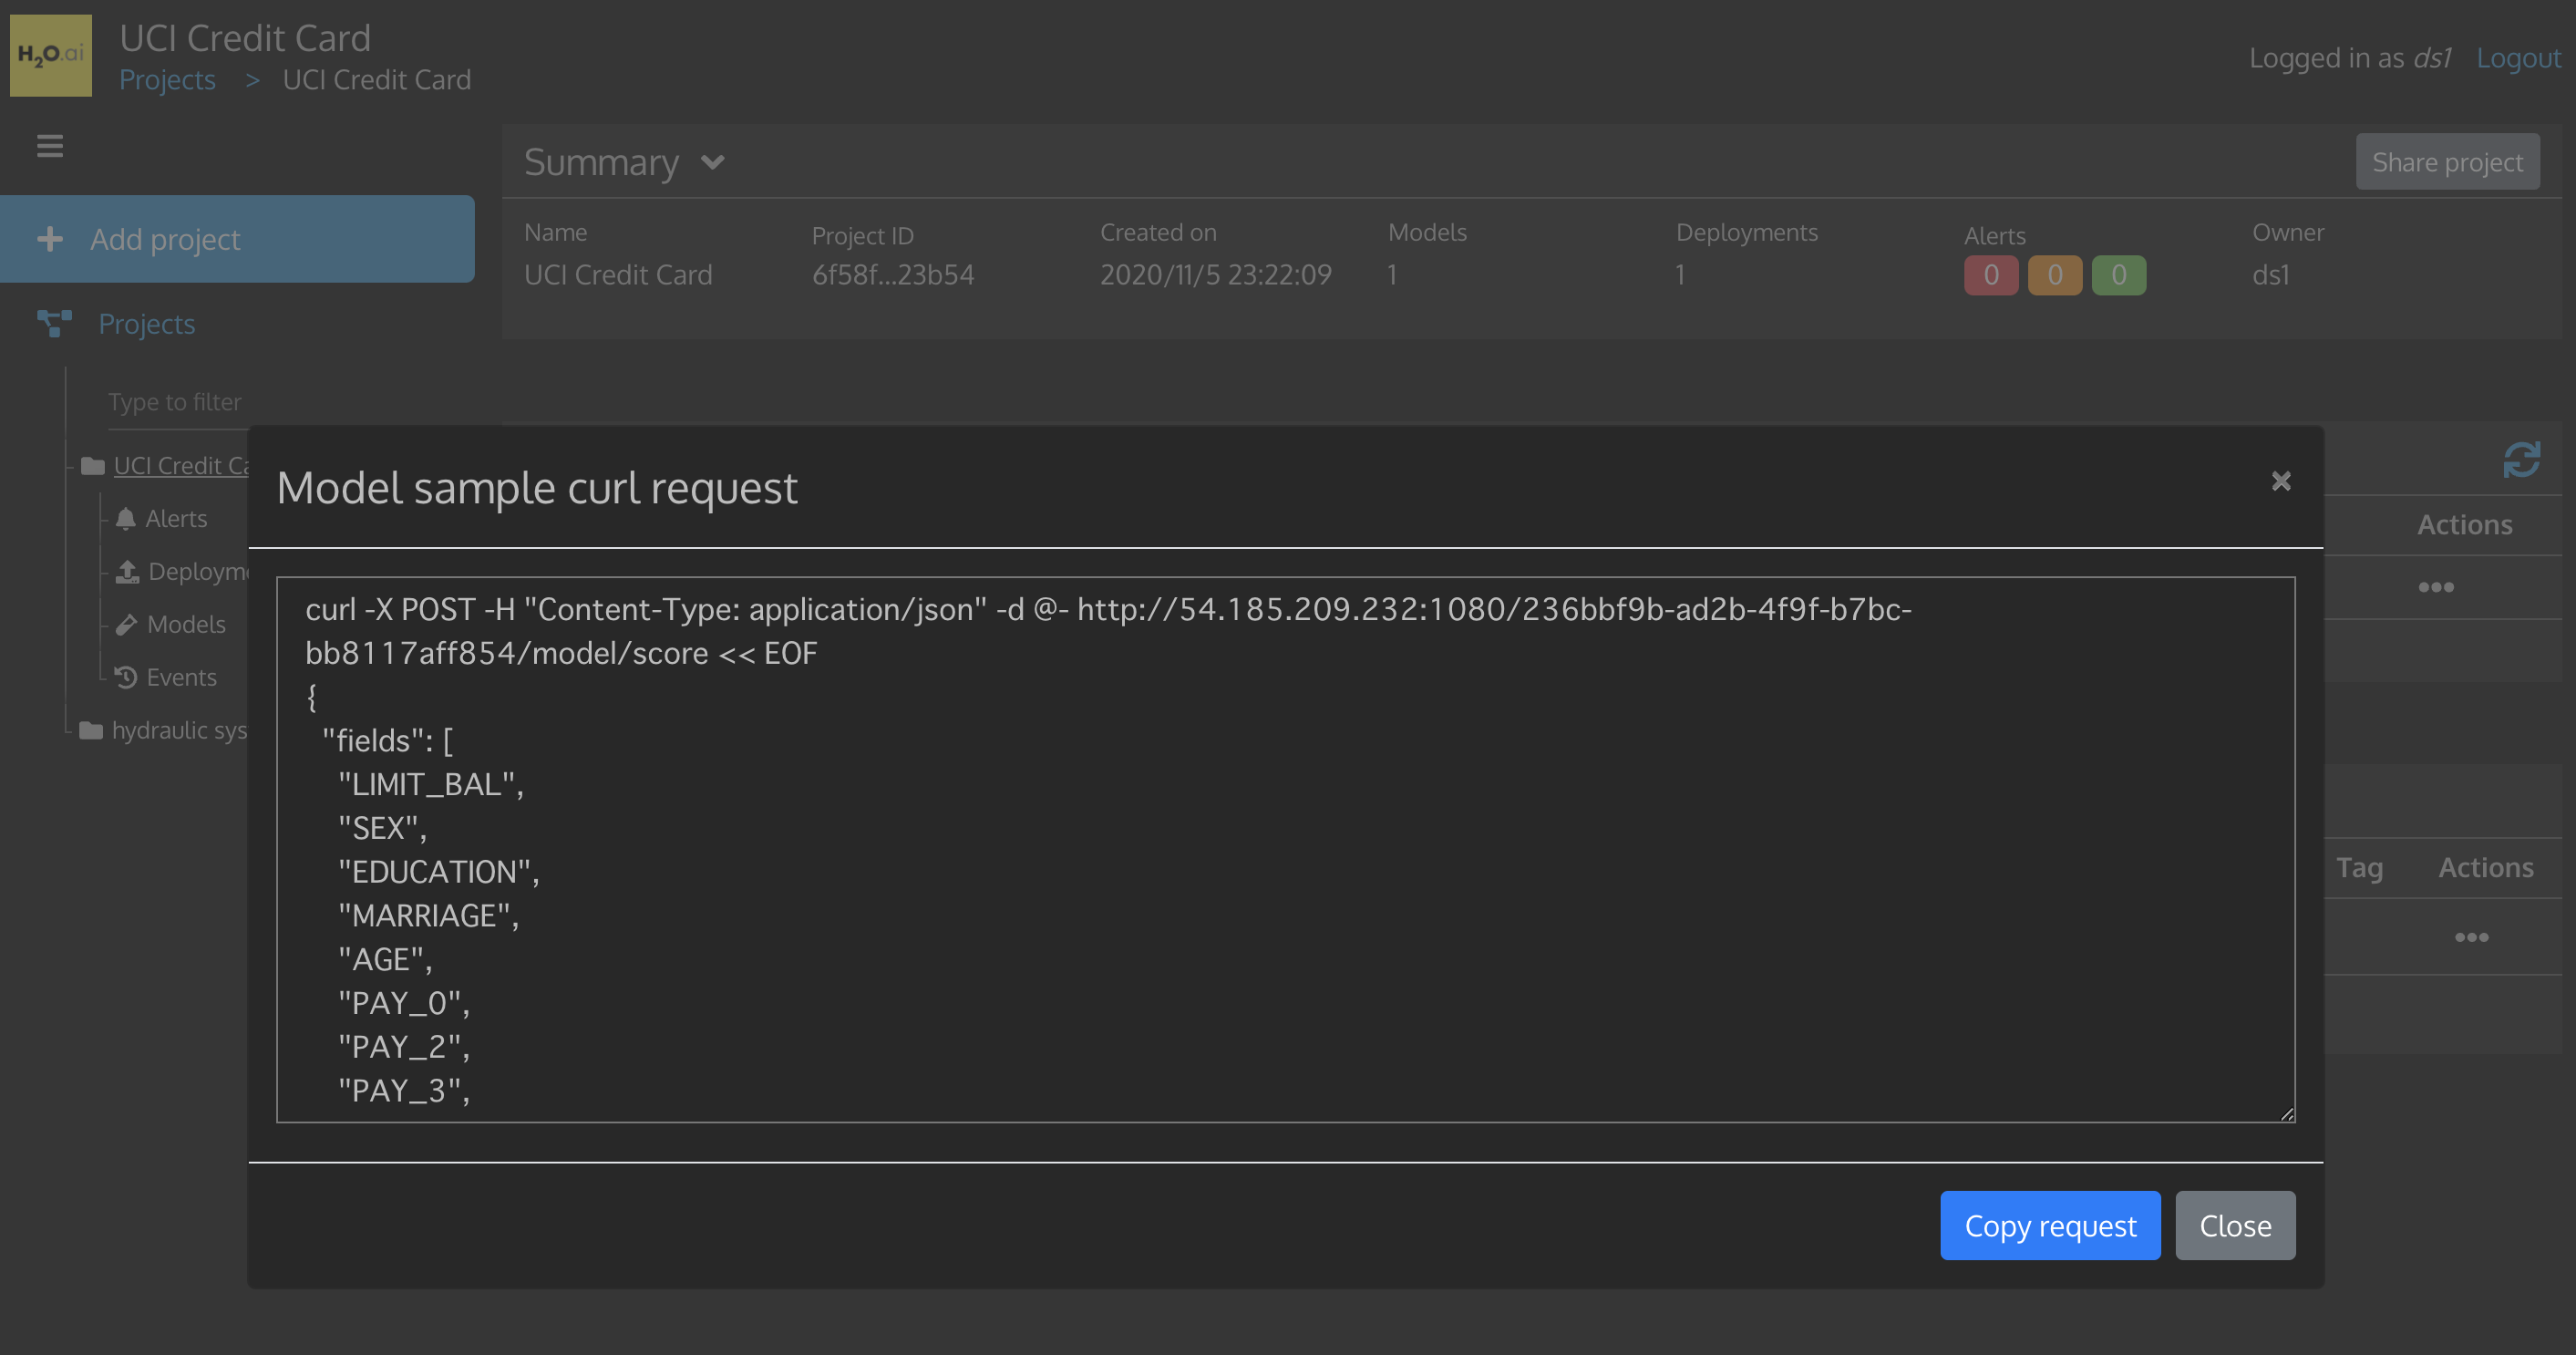 H2O.ai
UCI Credit Card
Projects > UCI Credit Card
Logged in as ds1 Logout
Add project
Projects
Type to filter
UCI Credit Ca
Alerts
Deployme
Models
Events
hydraulic sys
Summary
Share project
Name Project ID Created on Models Deployments Alerts Owner
UCI Credit Card 6f58f...23b54 2020/11/5 23:22:09 1 1 0 0 0 ds1
Actions
Tag Actions
Model sample curl request
×
curl -X POST -H "Content-Type: application/json" -d @- http://54.185.209.232:1080/236bbf9b-ad2b-4f9f-b7bc-
bb8117aff854/model/score << EOF
{
"fields": [
"LIMIT_BAL",
"SEX",
"EDUCATION",
"MARRIAGE",
"AGE",
"PAY_0",
"PAY_2",
"PAY_3",
Copy request Close